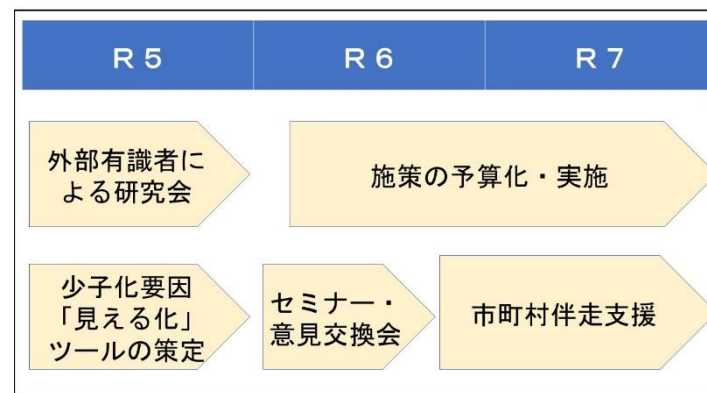 R5
R6
R7
外部有識者に
よる研究会
施策の予算化・実施
少子化要因
「見える化」
ツールの策定
セミナー・
意見交換会
市町村伴走支援